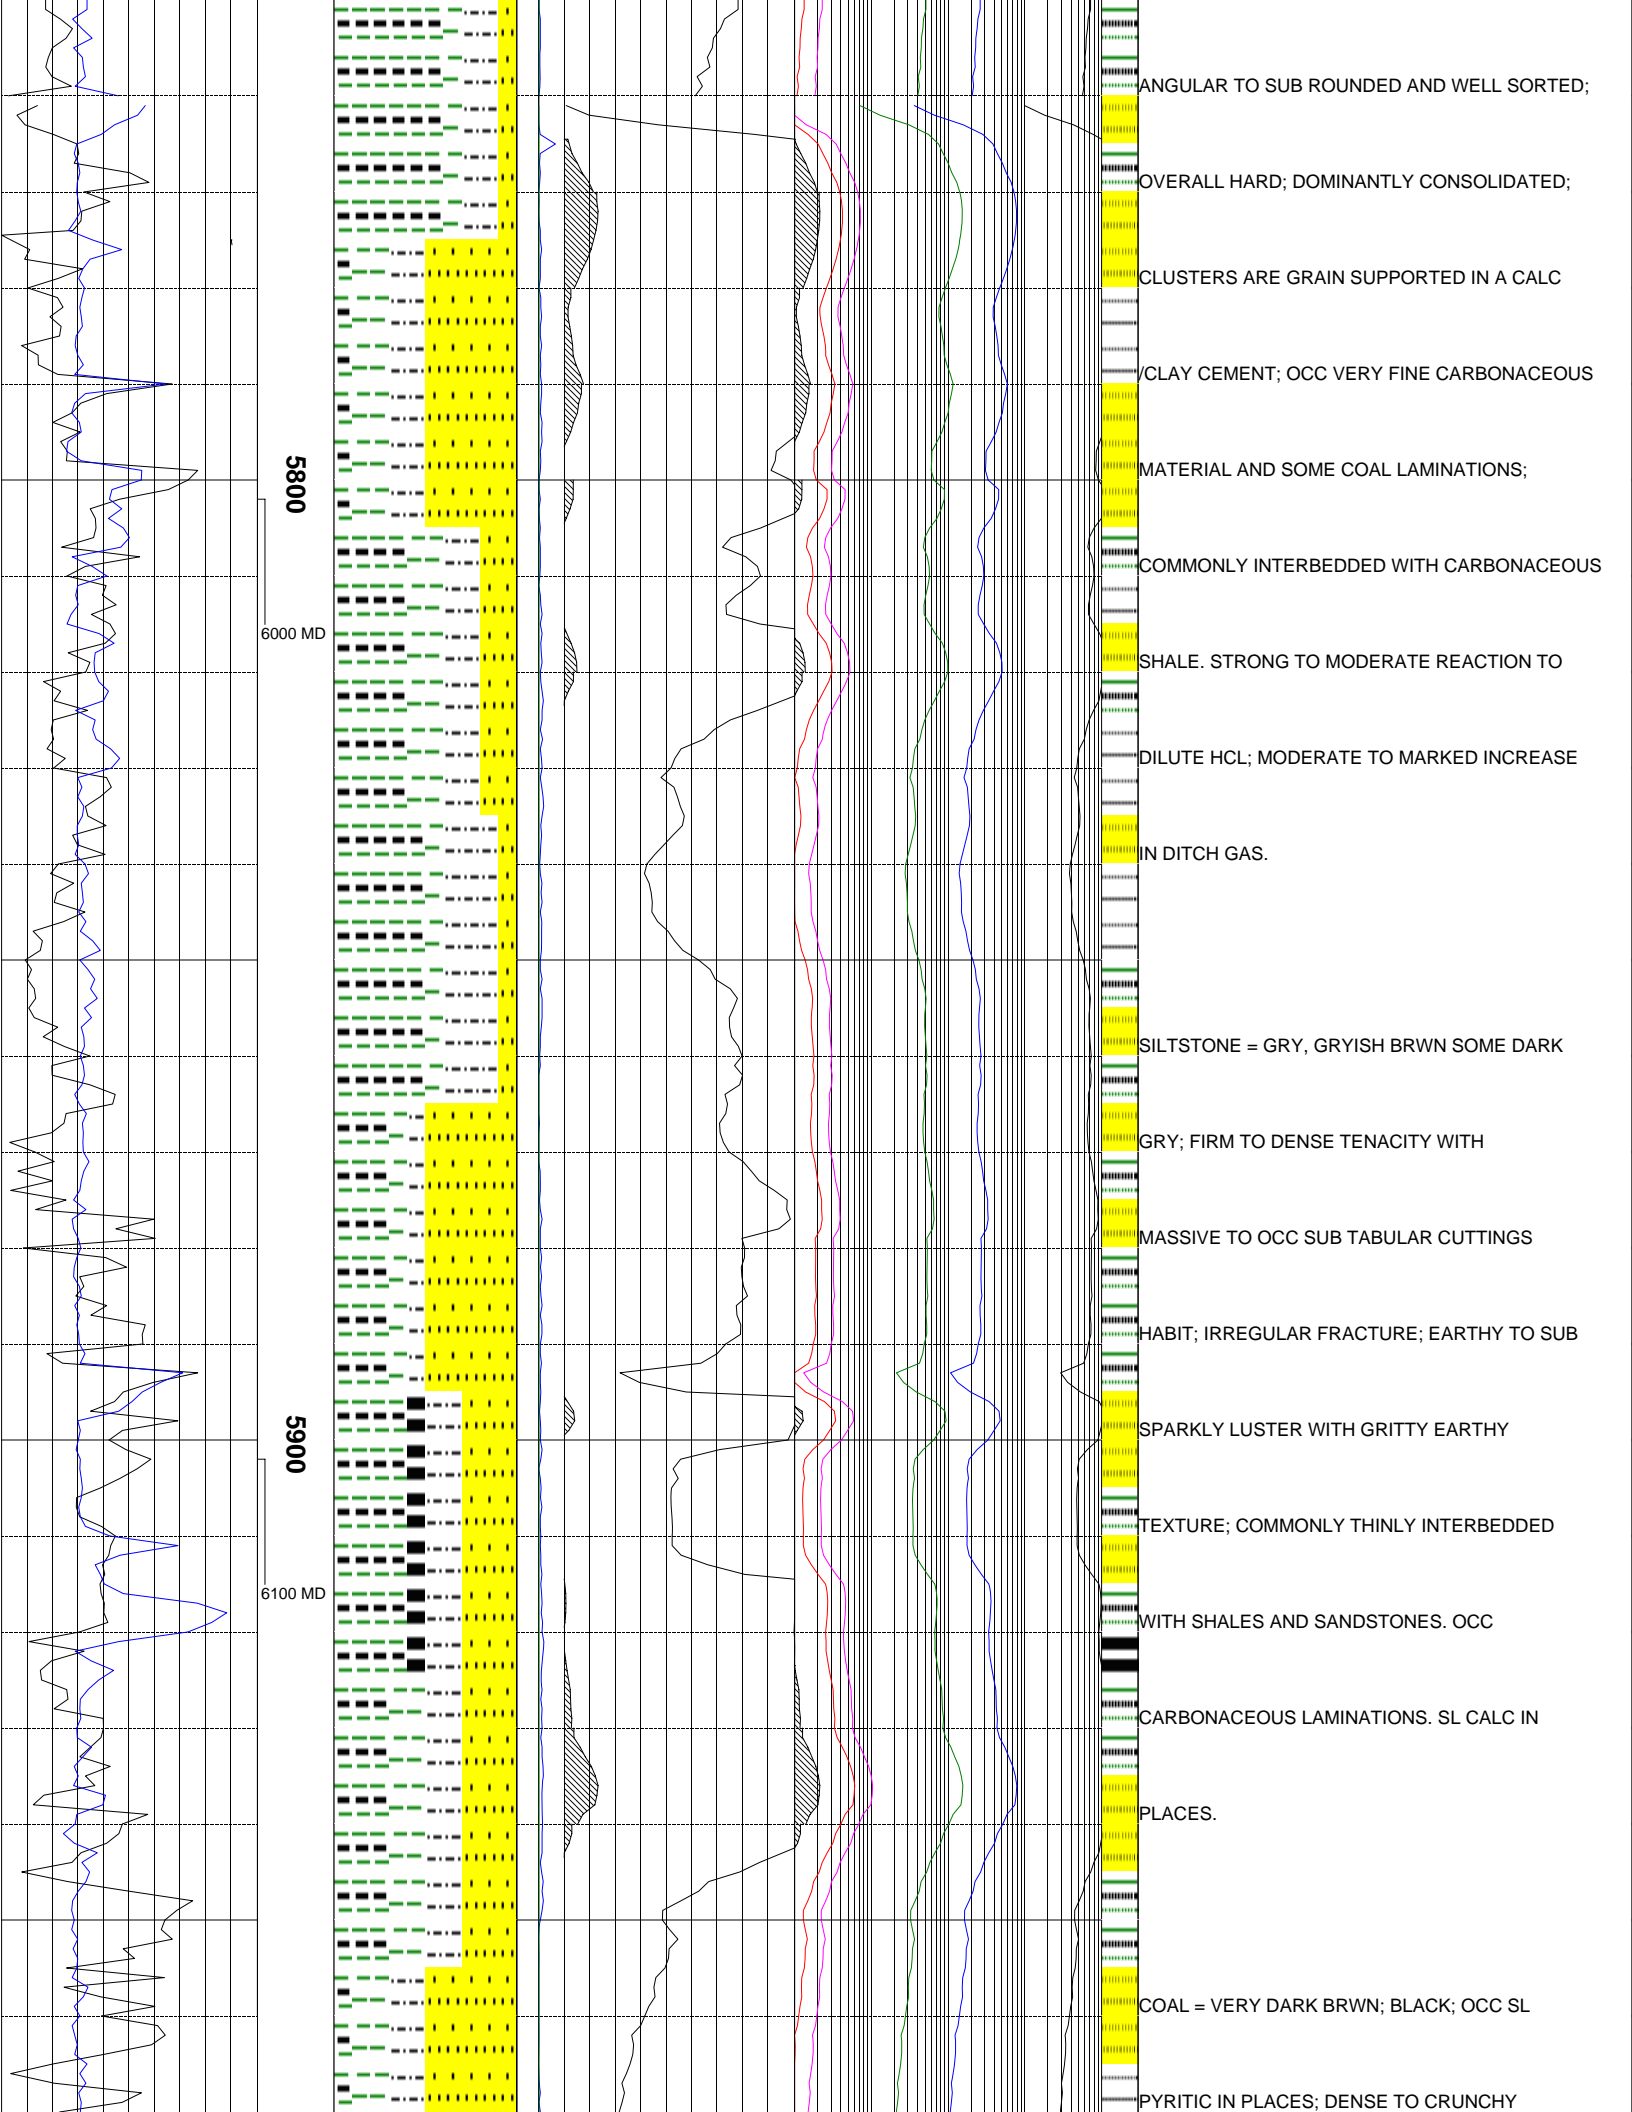 ANGULAR TO SUB ROUNDED AND WELL SORTED;
OVERALL HARD; DOMINANTLY CONSOLIDATED;
CLUSTERS ARE GRAIN SUPPORTED IN A CALC
/CLAY CEMENT; OCC VERY FINE CARBONACEOUS
5800
MATERIAL AND SOME COAL LAMINATIONS;
COMMONLY INTERBEDDED WITH CARBONACEOUS
6000 MD
SHALE. STRONG TO MODERATE REACTION TO
DILUTE HCL; MODERATE TO MARKED INCREASE
IN DITCH GAS.
SILTSTONE = GRY, GRYISH BRWN SOME DARK
GRY; FIRM TO DENSE TENACITY WITH
MASSIVE TO OCC SUB TABULAR CUTTINGS
HABIT; IRREGULAR FRACTURE; EARTHY TO SUB
5900
SPARKLY LUSTER WITH GRITTY EARTHY
TEXTURE; COMMONLY THINLY INTERBEDDED
6100 MD
WITH SHALES AND SANDSTONES. OCC
CARBONACEOUS LAMINATIONS. SL CALC IN
PLACES.
COAL = VERY DARK BRWN; BLACK; OCC SL
PYRITIC IN PLACES; DENSE TO CRUNCHY